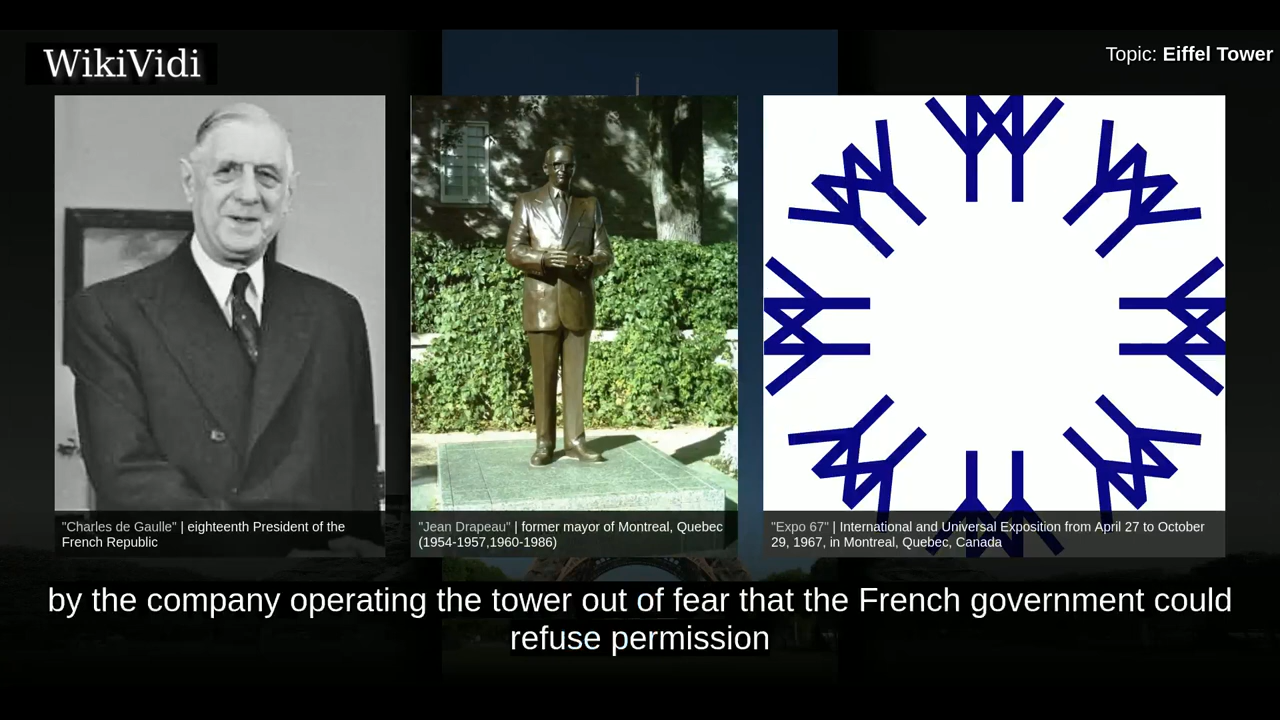 WikiVidi
Topic: Eiffel Tower
"Charles de Gaulle" | eighteenth President of the
French Republic
"Jean Drapeau" | former mayor of Montreal, Quebec
(1954-1957,1960-1986)
"Expo 67" | International and Universal Exposition from April 27 to October
29, 1967, in Montreal, Quebec, Canada
by the company operating the tower out of fear that the French government could
refuse permission